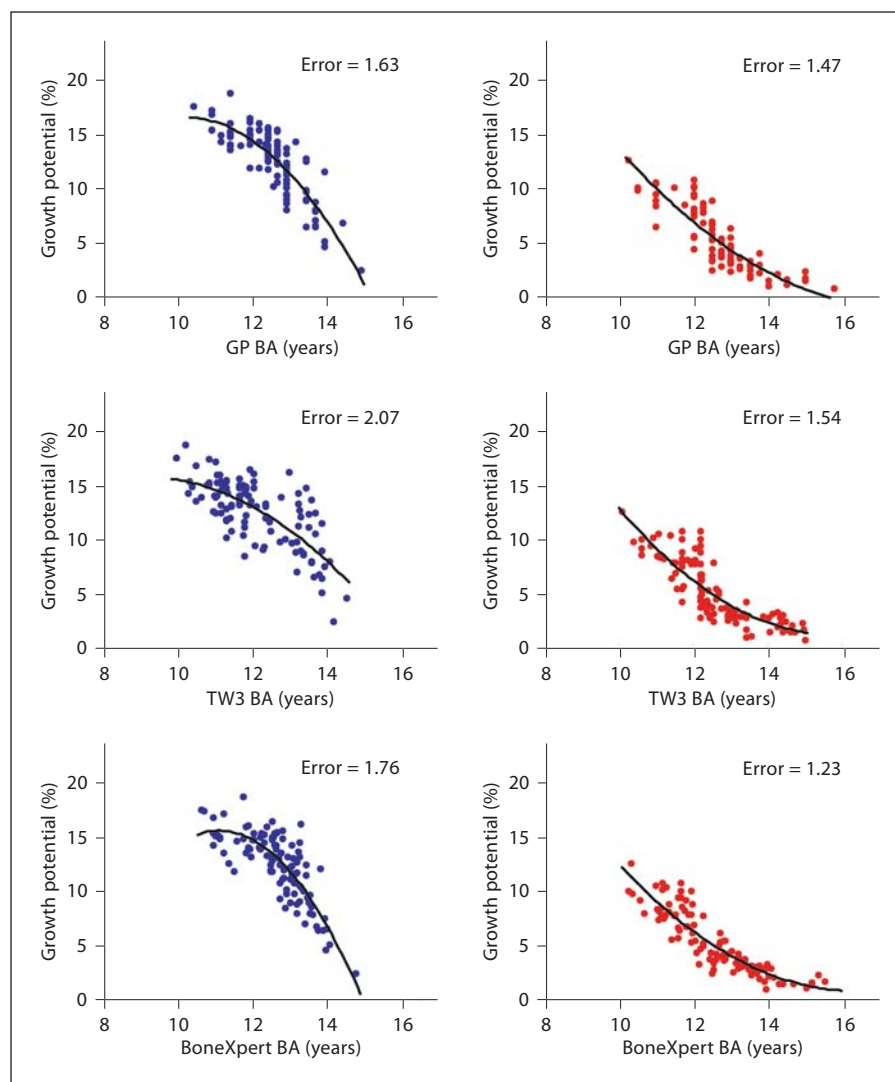 Error = 1.63
Growth potential (%)
20
15
10
5
0
8 10 12 14 16
GP BA (years)
Error = 1.47
Growth potential (%)
20
15
10
5
0
8 10 12 14 16
GP BA (years)
Error = 2.07
Growth potential (%)
20
15
10
5
0
8 10 12 14 16
TW3 BA (years)
Error = 1.54
Growth potential (%)
20
15
10
5
0
8 10 12 14 16
TW3 BA (years)
Error = 1.76
Growth potential (%)
20
15
10
5
0
8 10 12 14 16
BoneXpert BA (years)
Error = 1.23
Growth potential (%)
20
15
10
5
0
8 10 12 14 16
BoneXpert BA (years)